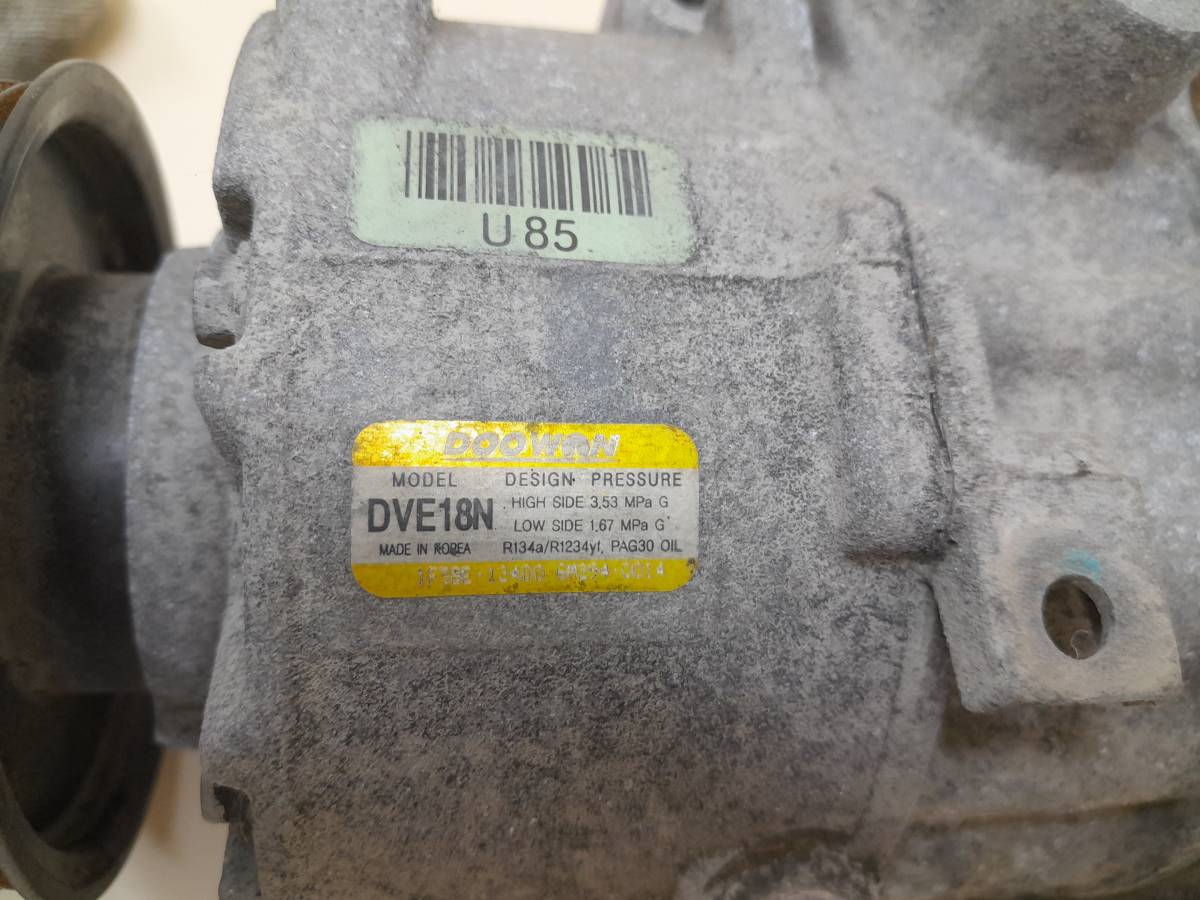 U 85
DOOWON
MODEL DESIGN PRESSURE
DVE18N HIGH SIDE 3.53 MPa G
LOW SIDE 1.67 MPa G
MADE IN KOREA R134a/R1234yf, PAG30 OIL